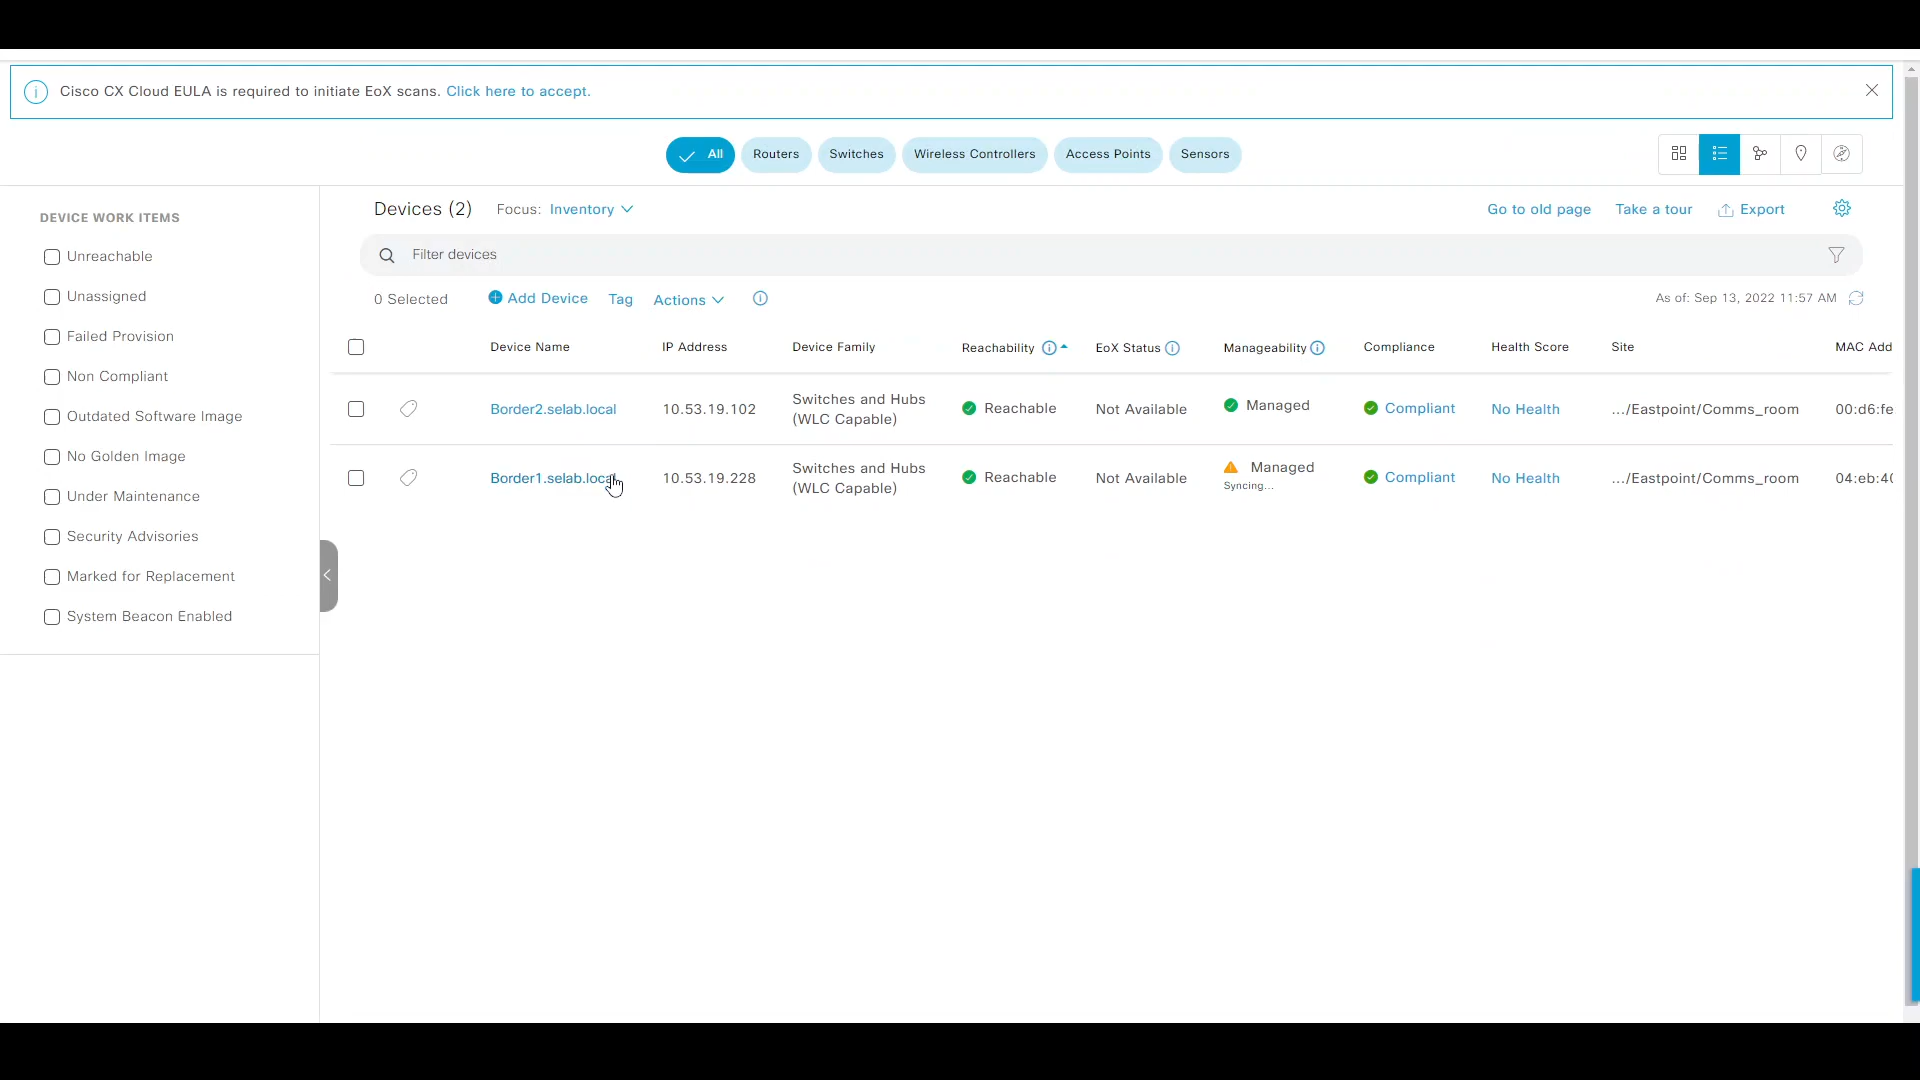 Cisco CX Cloud EULA is required to initiate EoX scans. Click here to accept.
All Routers Switches Wireless Controllers Access Points Sensors
DEVICE WORK ITEMS
Unreachable
Unassigned
Failed Provision
Non Compliant
Outdated Software Image
No Golden Image
Under Maintenance
Security Advisories
Marked for Replacement
System Beacon Enabled
Devices (2) Focus: Inventory Go to old page Take a tour Export
Filter devices
0 Selected Add Device Tag Actions As of: Sep 13, 2022 11:57 AM
Device Name IP Address Device Family Reachability EoX Status Manageability Compliance Health Score Site MAC Add
Border2.selab.local 10.53.19.102 Switches and Hubs (WLC Capable) Reachable Not Available Managed Compliant No Health .../Eastpoint/Comms_room 00:d6:fe
Border1.selab.local 10.53.19.228 Switches and Hubs (WLC Capable) Reachable Not Available Managed Syncing... Compliant No Health .../Eastpoint/Comms_room 04:eb:40